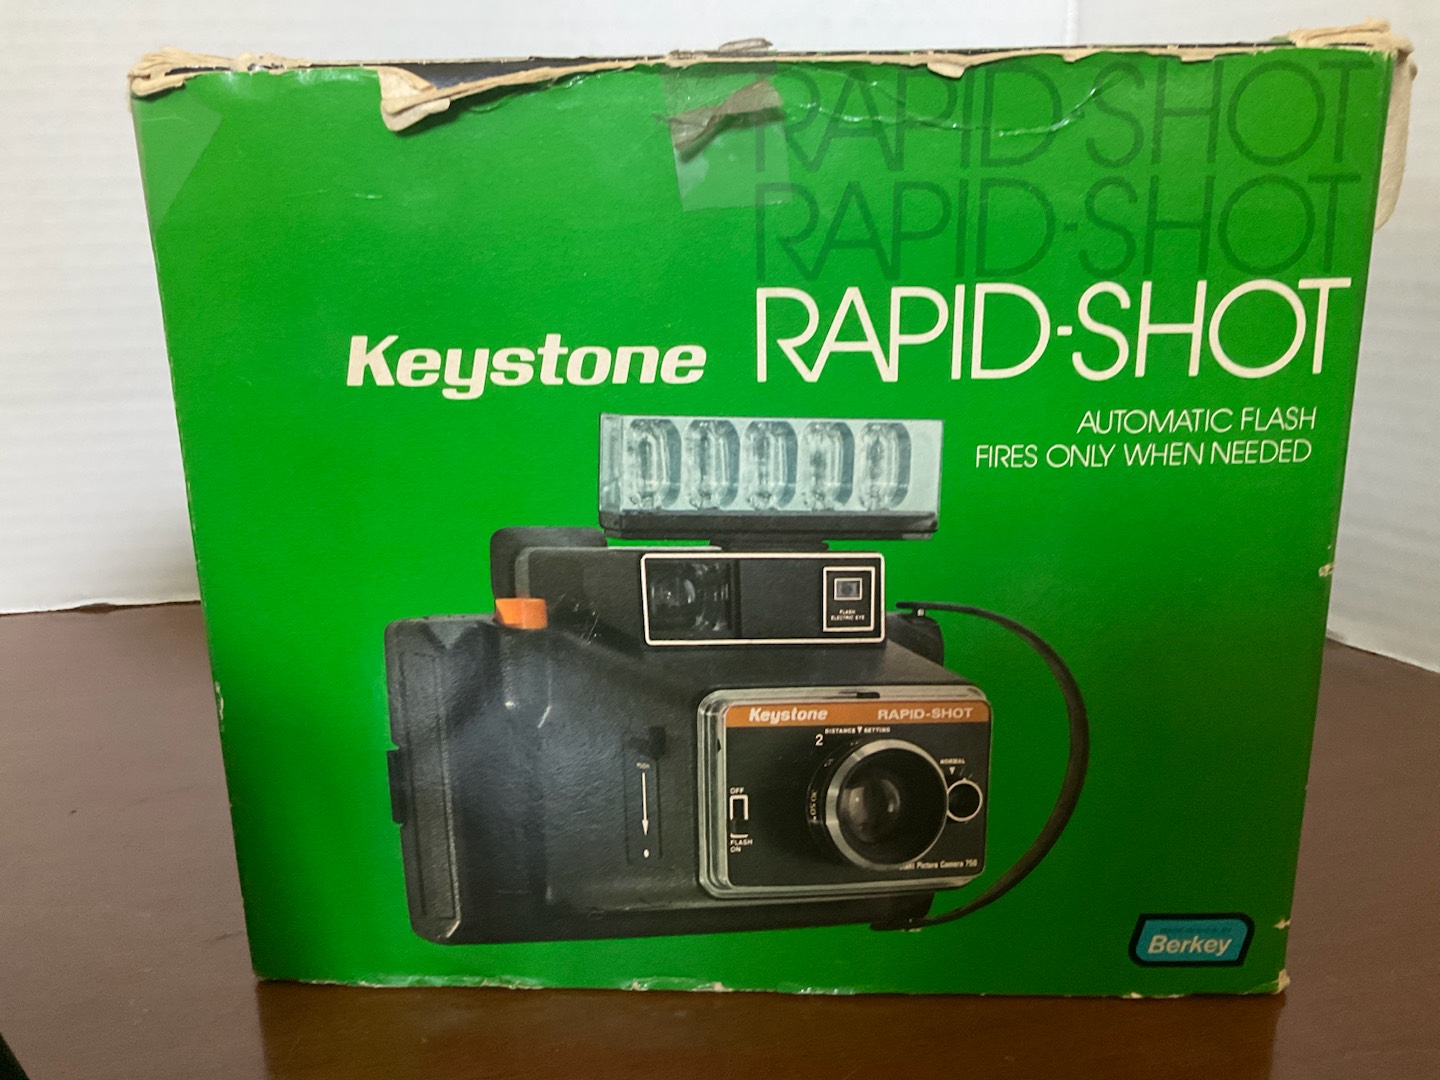 RAPID-SHOT
RAPID-SHOT
RAPID-SHOT
Keystone
AUTOMATIC FLASH
FIRES ONLY WHEN NEEDED
FLASH
ELECTRIC EYE
Keystone RAPID-SHOT
DISTANCE SETTING
2
NORMAL
OFF
FLASH
ON
Picture Camera 750
Berkey